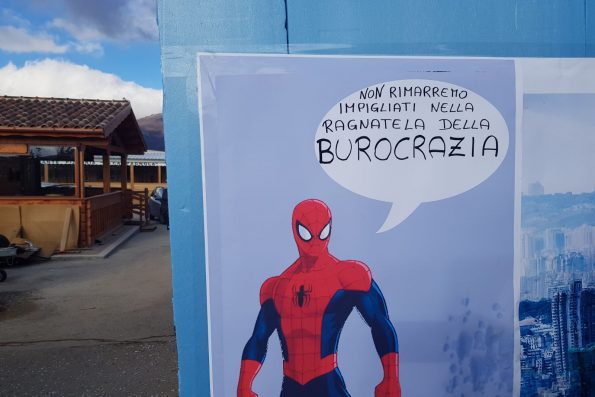 NON RIMARREMO
IMPIGLIATI NELLA
RAGNATELA DELLA
BUROCRAZIA